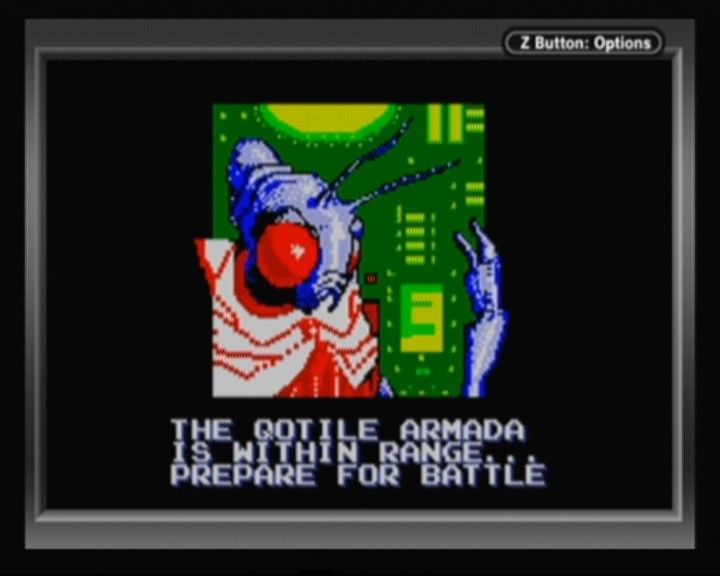 Z Button: Options
THE QOTILE ARMADA
IS WITHIN RANGE...
PREPARE FOR BATTLE